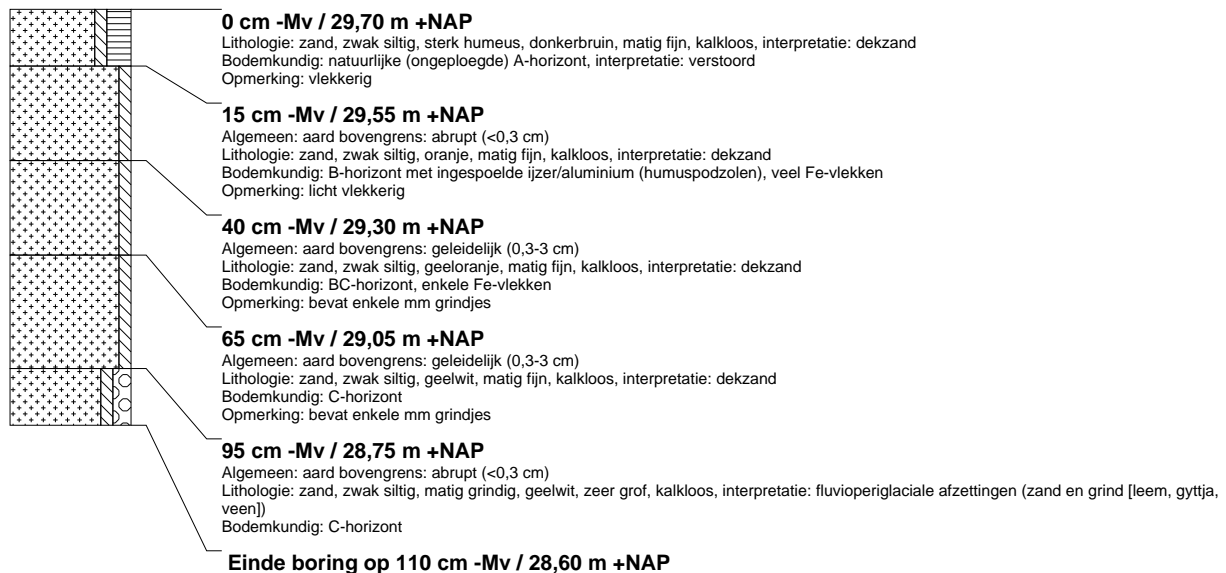 0 cm -Mv / 29,70 m +NAP
Lithologie: zand, zwak siltig, sterk humeus, donkerbruin, matig fijn, kalkloos, interpretatie: dekzand
Bodemkundig: natuurlijke (ongeploegde) A-horizont, interpretatie: verstoord
Opmerking: vlekkerig
15 cm -Mv / 29,55 m +NAP
Algemeen: aard bovengrens: abrupt (<0,3 cm)
Lithologie: zand, zwak siltig, oranje, matig fijn, kalkloos, interpretatie: dekzand
Bodemkundig: B-horizont met ingespoelde ijzer/aluminium (humuspodzolen), veel Fe-vlekken
Opmerking: licht vlekkerig
40 cm -Mv / 29,30 m +NAP
Algemeen: aard bovengrens: geleidelijk (0,3-3 cm)
Lithologie: zand, zwak siltig, geeloranje, matig fijn, kalkloos, interpretatie: dekzand
Bodemkundig: BC-horizont, enkele Fe-vlekken
Opmerking: bevat enkele mm grindjes
65 cm -Mv / 29,05 m +NAP
Algemeen: aard bovengrens: geleidelijk (0,3-3 cm)
Lithologie: zand, zwak siltig, geelwit, matig fijn, kalkloos, interpretatie: dekzand
Bodemkundig: C-horizont
Opmerking: bevat enkele mm grindjes
95 cm -Mv / 28,75 m +NAP
Algemeen: aard bovengrens: abrupt (<0,3 cm)
Lithologie: zand, zwak siltig, matig grindig, geelwit, zeer grof, kalkloos, interpretatie: fluvioperiglaciale afzettingen (zand en grind [leem, gyttja,
veen])
Bodemkundig: C-horizont
Einde boring op 110 cm -Mv / 28,60 m +NAP